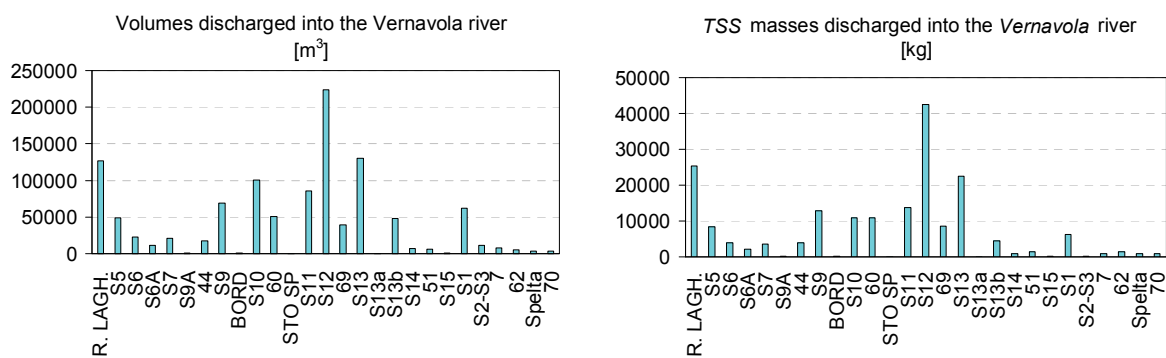 Volumes discharged into the Vernavola river
[m³]
250000
200000
150000
100000
50000
0
R. LAGH.
S5
S6
S6A
S7
S9A
44
S9
BORD
S10
60
STO SP
S11
S12
69
S13
S13a
S13b
S14
51
S15
S1
S2-S3
7
62
Spelta
70
TSS masses discharged into the Vernavola river
[kg]
50000
40000
30000
20000
10000
0
R. LAGH.
S5
S6
S6A
S7
S9A
44
S9
BORD
S10
60
STO SP
S11
S12
69
S13
S13a
S13b
S14
51
S15
S1
S2-S3
7
62
Spelta
70